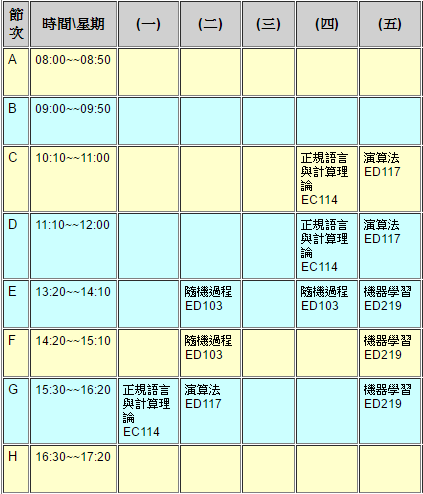 節次 時間\星期 (一) (二) (三) (四) (五)
A 08:00~~08:50
B 09:00~~09:50
C 10:10~~11:00 正規語言與計算理論 EC114 演算法 ED117
D 11:10~~12:00 正規語言與計算理論 EC114 演算法 ED117
E 13:20~~14:10 隨機過程 ED103 隨機過程 ED103 機器學習 ED219
F 14:20~~15:10 隨機過程 ED103 機器學習 ED219
G 15:30~~16:20 正規語言與計算理論 EC114 演算法 ED117 機器學習 ED219
H 16:30~~17:20